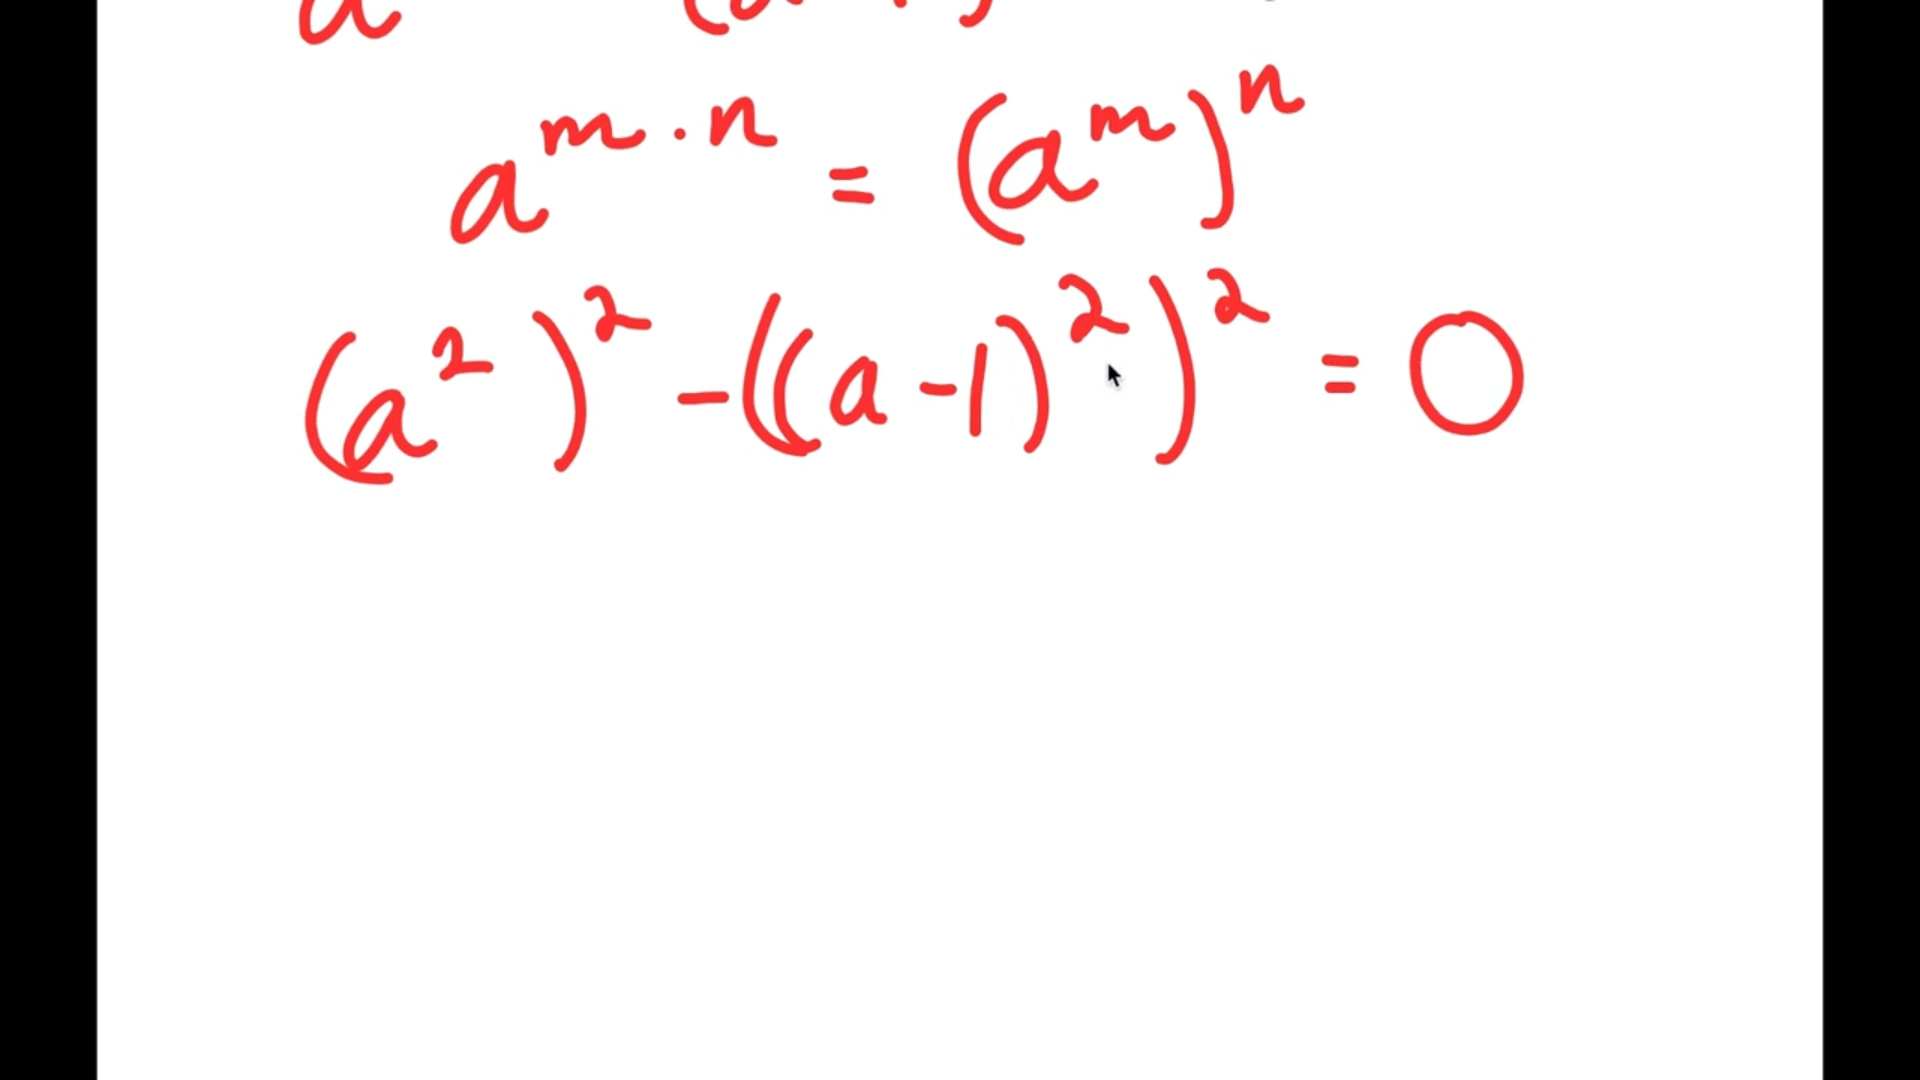 a^{m·n} = (a^m)^n
(a^2)^2 - ((a-1)^2)^2 = 0